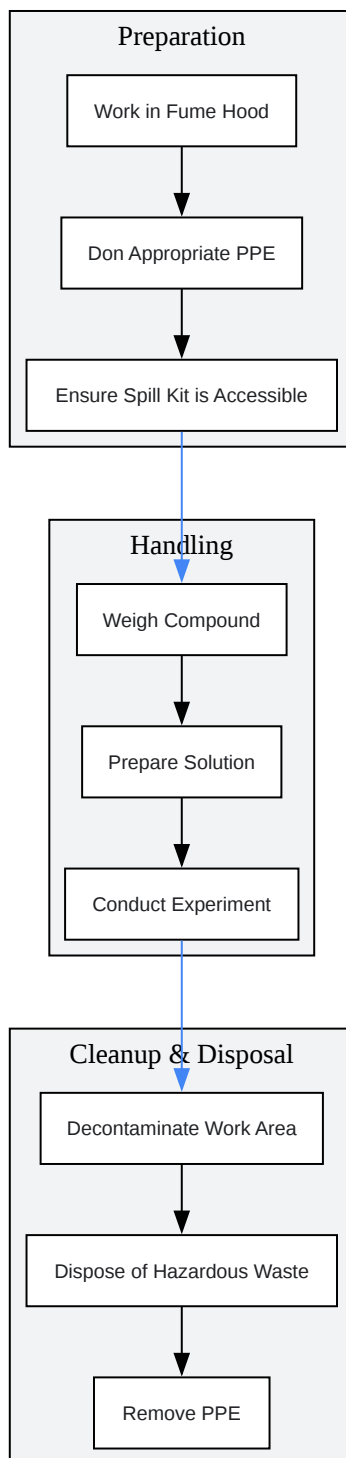 Preparation
Work in Fume Hood
Don Appropriate PPE
Ensure Spill Kit is Accessible
Handling
Weigh Compound
Prepare Solution
Conduct Experiment
Cleanup & Disposal
Decontaminate Work Area
Dispose of Hazardous Waste
Remove PPE